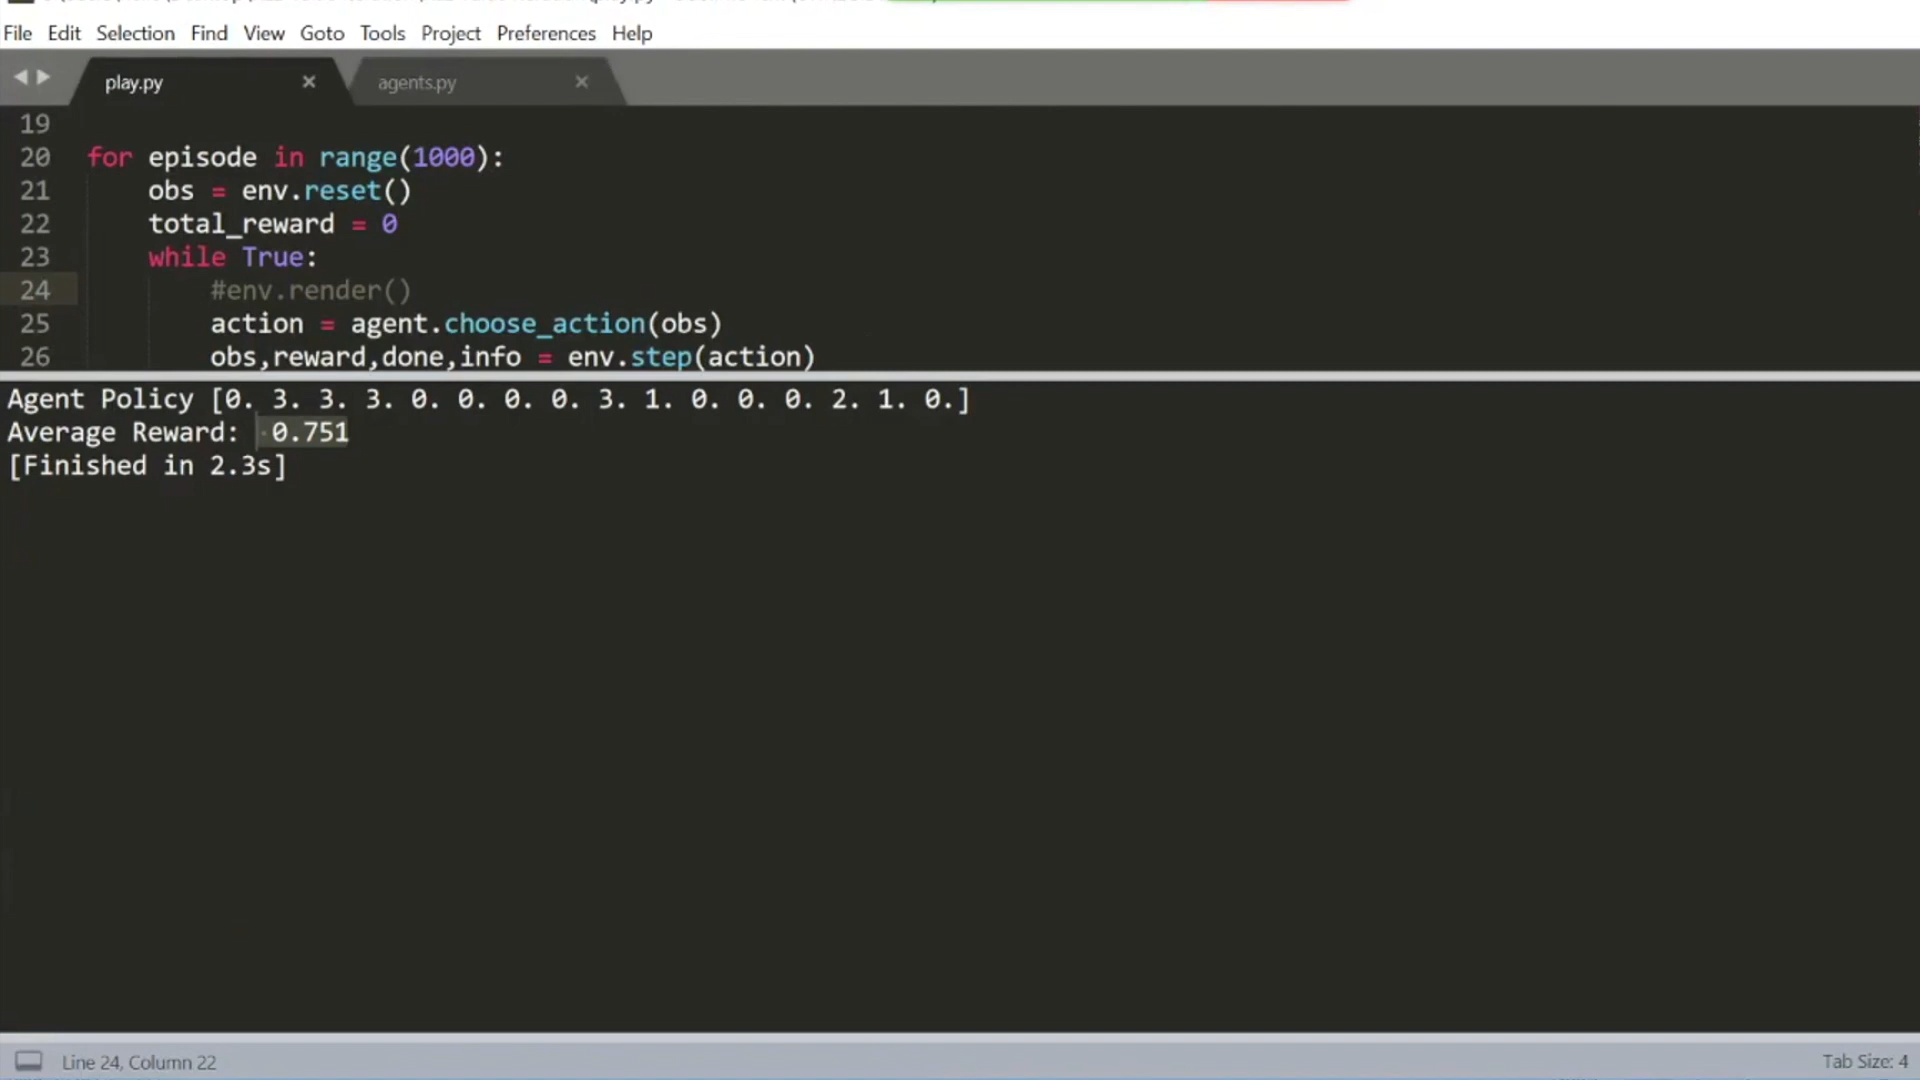 File Edit Selection Find View Goto Tools Project Preferences Help
play.py × agents.py ×
19
20 for episode in range(1000):
21 obs = env.reset()
22 total_reward = 0
23 while True:
24 #env.render()
25 action = agent.choose_action(obs)
26 obs,reward,done,info = env.step(action)
Agent Policy [0. 3. 3. 3. 0. 0. 0. 0. 3. 1. 0. 0. 0. 2. 1. 0.]
Average Reward: 0.751
[Finished in 2.3s]
Line 24, Column 22 Tab Size: 4